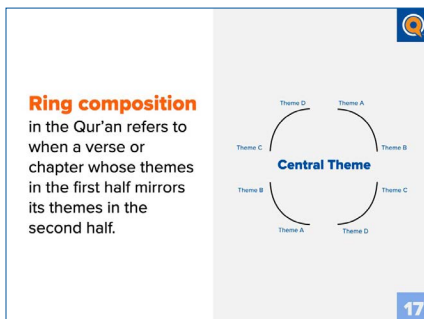 Ring composition
in the Qur'an refers to
when a verse or
chapter whose themes
in the first half mirrors
its themes in the
second half.
Theme D Theme A
Theme C Theme B
Central Theme
Theme B Theme C
Theme A Theme D
17